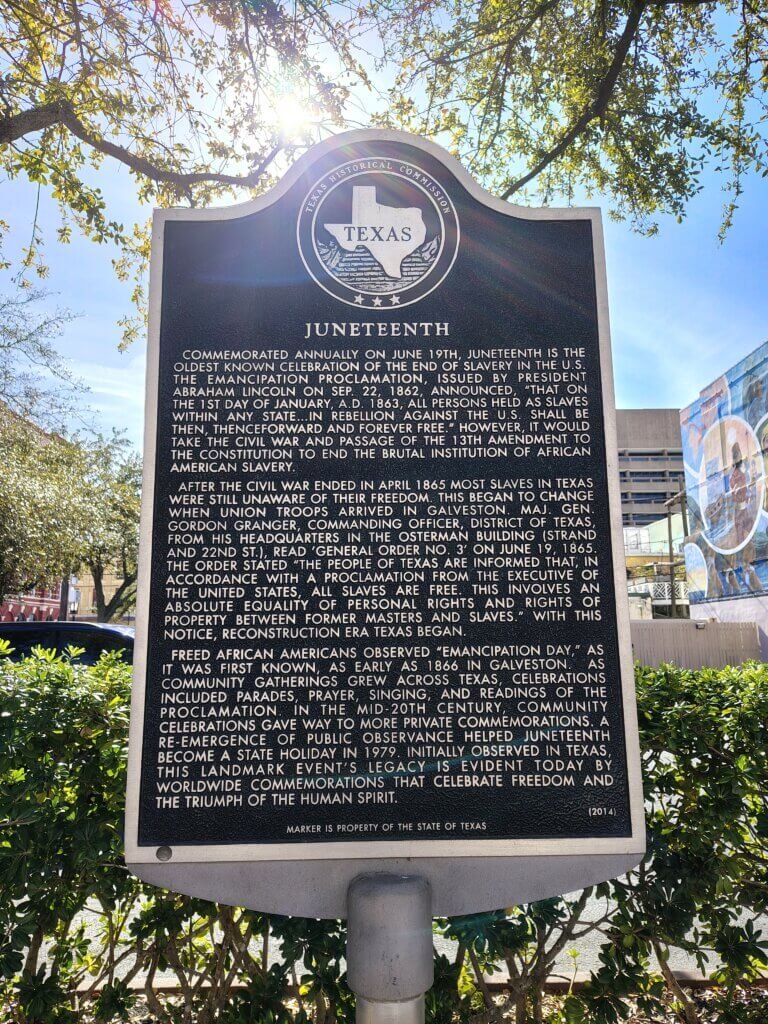 TEXAS HISTORICAL COMMISSION
TEXAS
JUNETEENTH
COMMEMORATED ANNUALLY ON JUNE 19TH, JUNETEENTH IS THE
OLDEST KNOWN CELEBRATION OF THE END OF SLAVERY IN THE U.S.
THE EMANCIPATION PROCLAMATION, ISSUED BY PRESIDENT
ABRAHAM LINCOLN ON SEP. 22, 1862, ANNOUNCED, "THAT ON
THE 1ST DAY OF JANUARY, A.D. 1863, ALL PERSONS HELD AS SLAVES
WITHIN ANY STATE...IN REBELLION AGAINST THE U.S. SHALL BE
THEN, THENCEFORWARD AND FOREVER FREE." HOWEVER, IT WOULD
TAKE THE CIVIL WAR AND PASSAGE OF THE 13TH AMENDMENT TO
THE CONSTITUTION TO END THE BRUTAL INSTITUTION OF AFRICAN
AMERICAN SLAVERY.
AFTER THE CIVIL WAR ENDED IN APRIL 1865 MOST SLAVES IN TEXAS
WERE STILL UNAWARE OF THEIR FREEDOM. THIS BEGAN TO CHANGE
WHEN UNION TROOPS ARRIVED IN GALVESTON. MAJ. GEN.
GORDON GRANGER, COMMANDING OFFICER, DISTRICT OF TEXAS,
FROM HIS HEADQUARTERS IN THE OSTERMAN BUILDING (STRAND
AND 22ND ST.), READ 'GENERAL ORDER NO. 3' ON JUNE 19, 1865.
THE ORDER STATED "THE PEOPLE OF TEXAS ARE INFORMED THAT, IN
ACCORDANCE WITH A PROCLAMATION FROM THE EXECUTIVE OF
THE UNITED STATES, ALL SLAVES ARE FREE. THIS INVOLVES AN
ABSOLUTE EQUALITY OF PERSONAL RIGHTS AND RIGHTS OF
PROPERTY BETWEEN FORMER MASTERS AND SLAVES." WITH THIS
NOTICE, RECONSTRUCTION ERA TEXAS BEGAN.
FREED AFRICAN AMERICANS OBSERVED "EMANCIPATION DAY," AS
IT WAS FIRST KNOWN, AS EARLY AS 1866 IN GALVESTON. AS
COMMUNITY GATHERINGS GREW ACROSS TEXAS, CELEBRATIONS
INCLUDED PARADES, PRAYER, SINGING, AND READINGS OF THE
PROCLAMATION. IN THE MID-20TH CENTURY, COMMUNITY
CELEBRATIONS GAVE WAY TO MORE PRIVATE COMMEMORATIONS. A
RE-EMERGENCE OF PUBLIC OBSERVANCE HELPED JUNETEENTH
BECOME A STATE HOLIDAY IN 1979. INITIALLY OBSERVED IN TEXAS,
THIS LANDMARK EVENT'S LEGACY IS EVIDENT TODAY BY
WORLDWIDE COMMEMORATIONS THAT CELEBRATE FREEDOM AND
THE TRIUMPH OF THE HUMAN SPIRIT.
(2014)
MARKER IS PROPERTY OF THE STATE OF TEXAS